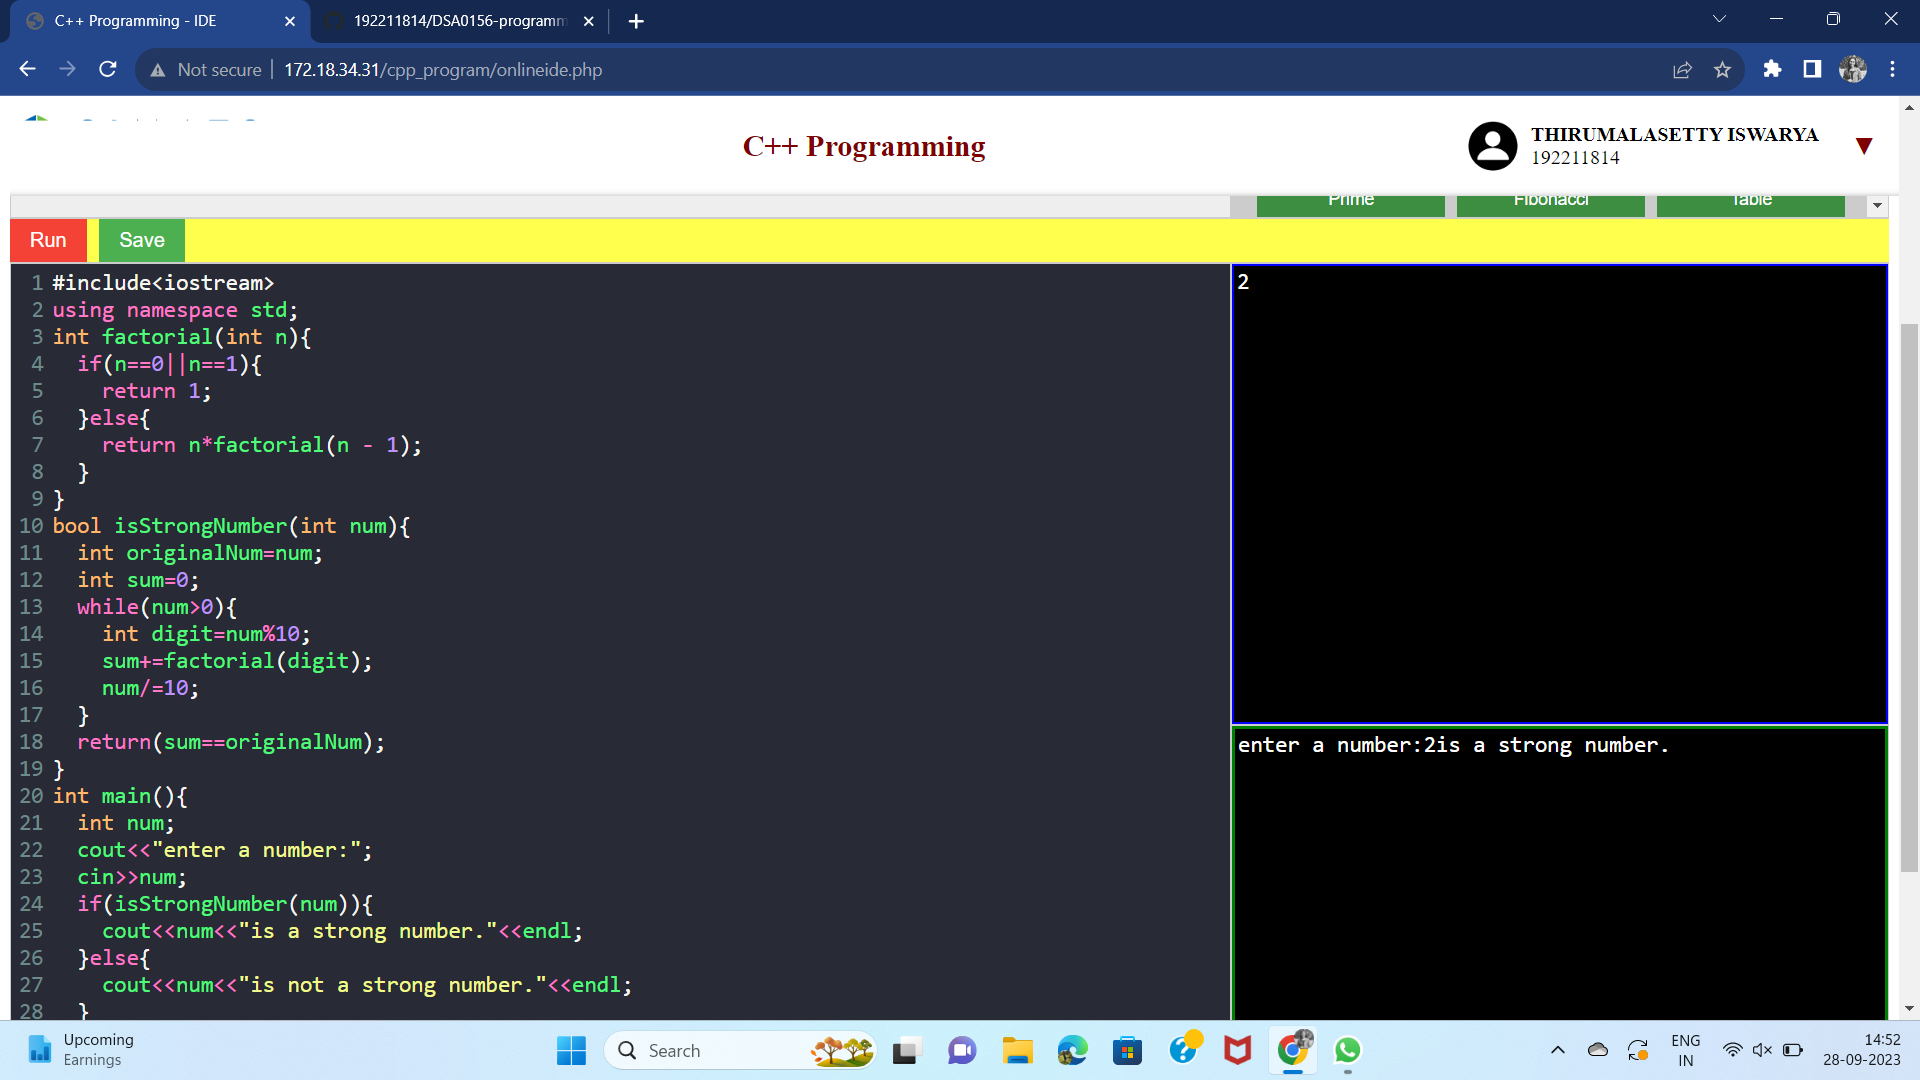 C++ Programming - IDE
192211814/DSA0156-programm
Not secure
172.18.34.31/cpp_program/onlineide.php
C++ Programming
THIRUMALASETTY ISWARYA
192211814
Prime
Fibonacci
Table
Run
Save
1 #include<iostream>
2 using namespace std;
3 int factorial(int n){
4   if(n==0||n==1){
5     return 1;
6   }else{
7     return n*factorial(n - 1);
8   }
9 }
10 bool isStrongNumber(int num){
11   int originalNum=num;
12   int sum=0;
13   while(num>0){
14     int digit=num%10;
15     sum+=factorial(digit);
16     num/=10;
17   }
18   return(sum==originalNum);
19 }
20 int main(){
21   int num;
22   cout<<"enter a number:";
23   cin>>num;
24   if(isStrongNumber(num)){
25     cout<<num<<"is a strong number."<<endl;
26   }else{
27     cout<<num<<"is not a strong number."<<endl;
28   }
2
enter a number:2is a strong number.
Upcoming
Earnings
Search
ENG
IN
14:52
28-09-2023